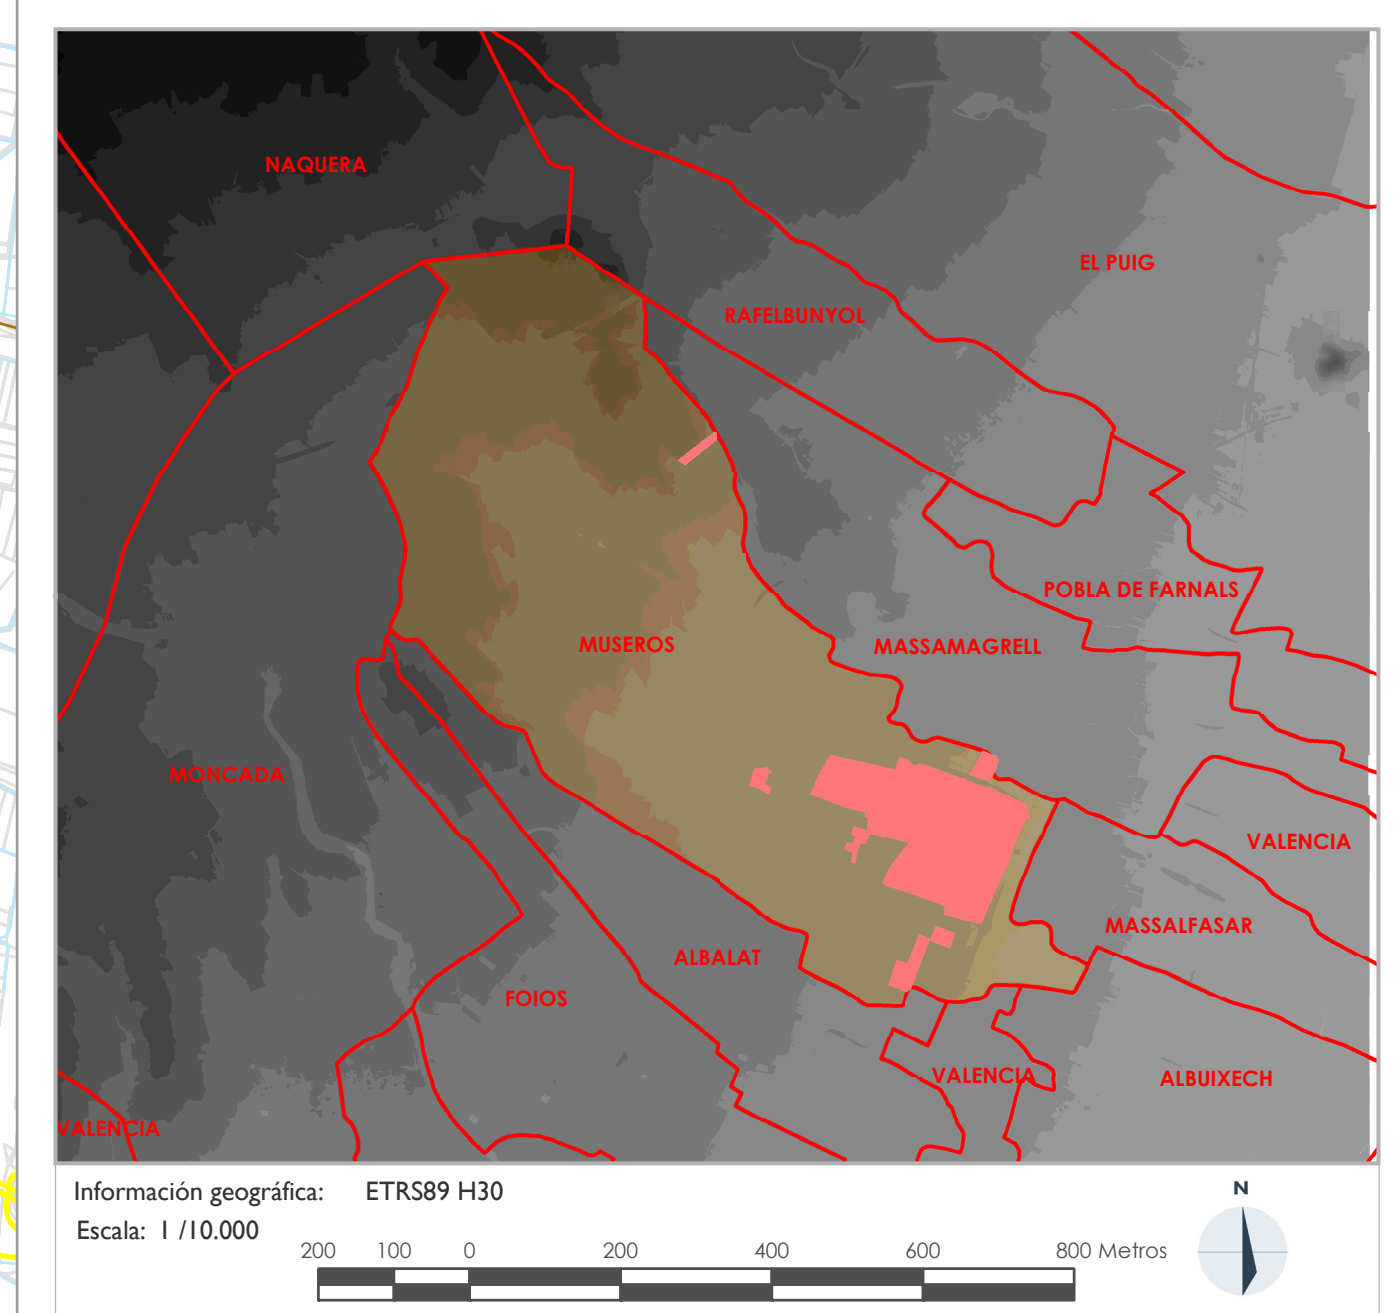 NAQUERA
EL PUIG
RAFELBUNYOL
POBLA DE FARNALS
MUSEROS
MASSAMAGRELL
MONCADA
VALENCIA
MASSALFASAR
ALBALAT
FOIOS
VALENCIA
ALBUIXECH
VALENCIA
Información geográfica: ETRS89 H30
N
Escala: 1 /10.000
200 100 0 200 400 600 800 Metros